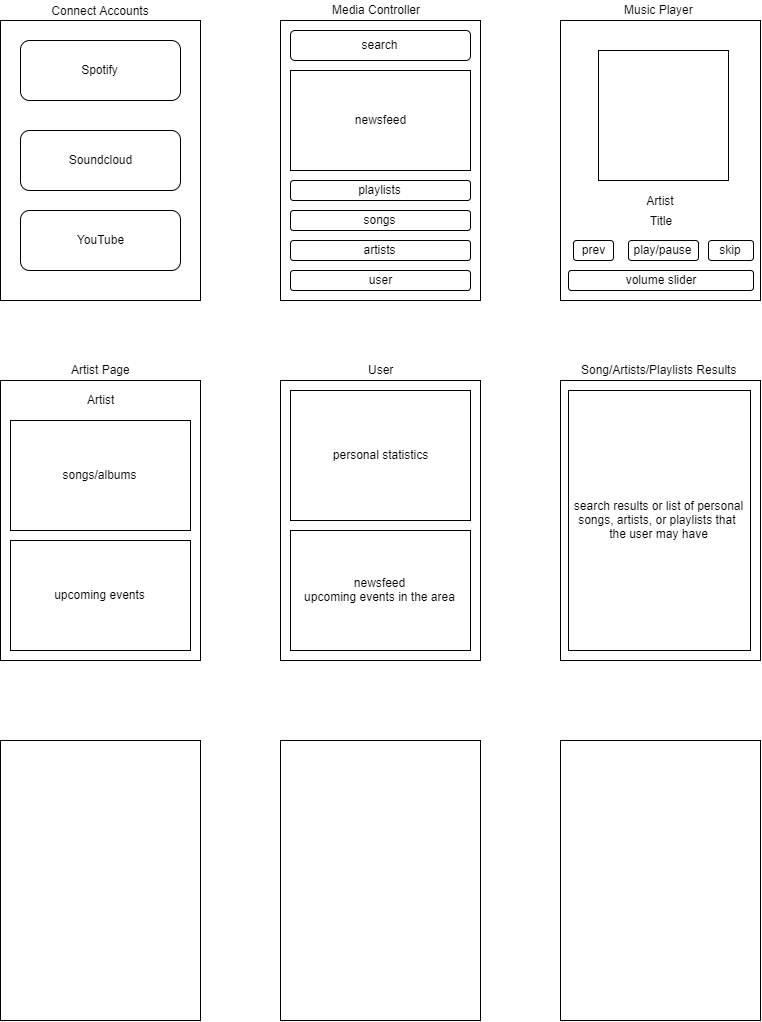 Connect Accounts
Spotify
Soundcloud
YouTube
Media Controller
search
newsfeed
playlists
songs
artists
user
Music Player
Artist
Title
prev
play/pause
skip
volume slider
Artist Page
Artist
songs/albums
upcoming events
User
personal statistics
newsfeed
upcoming events in the area
Song/Artists/Playlists Results
search results or list of personal
songs, artists, or playlists that
the user may have